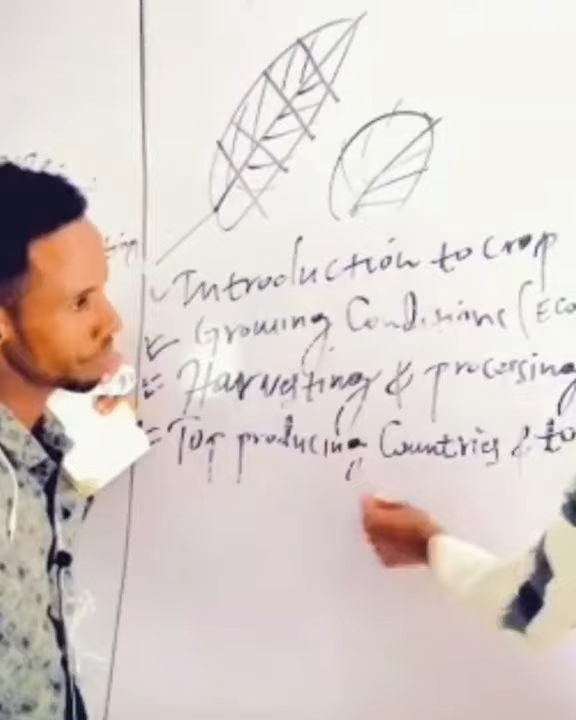 Introduction to crop
Growing Conditions (Eco
Harvesting & processing
Top producing Countries & to